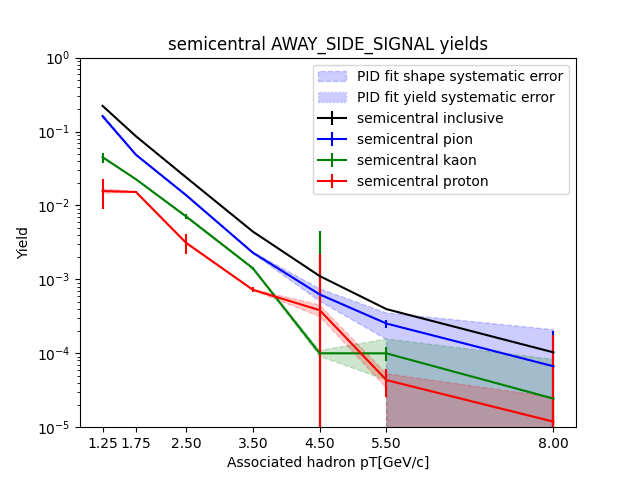 semicentral AWAY_SIDE_SIGNAL yields
PID fit shape systematic error
PID fit yield systematic error
semicentral inclusive
semicentral pion
semicentral kaon
semicentral proton
Yield
10^0
10^-1
10^-2
10^-3
10^-4
10^-5
1.25 1.75 2.50 3.50 4.50 5.50 8.00
Associated hadron pT[GeV/c]